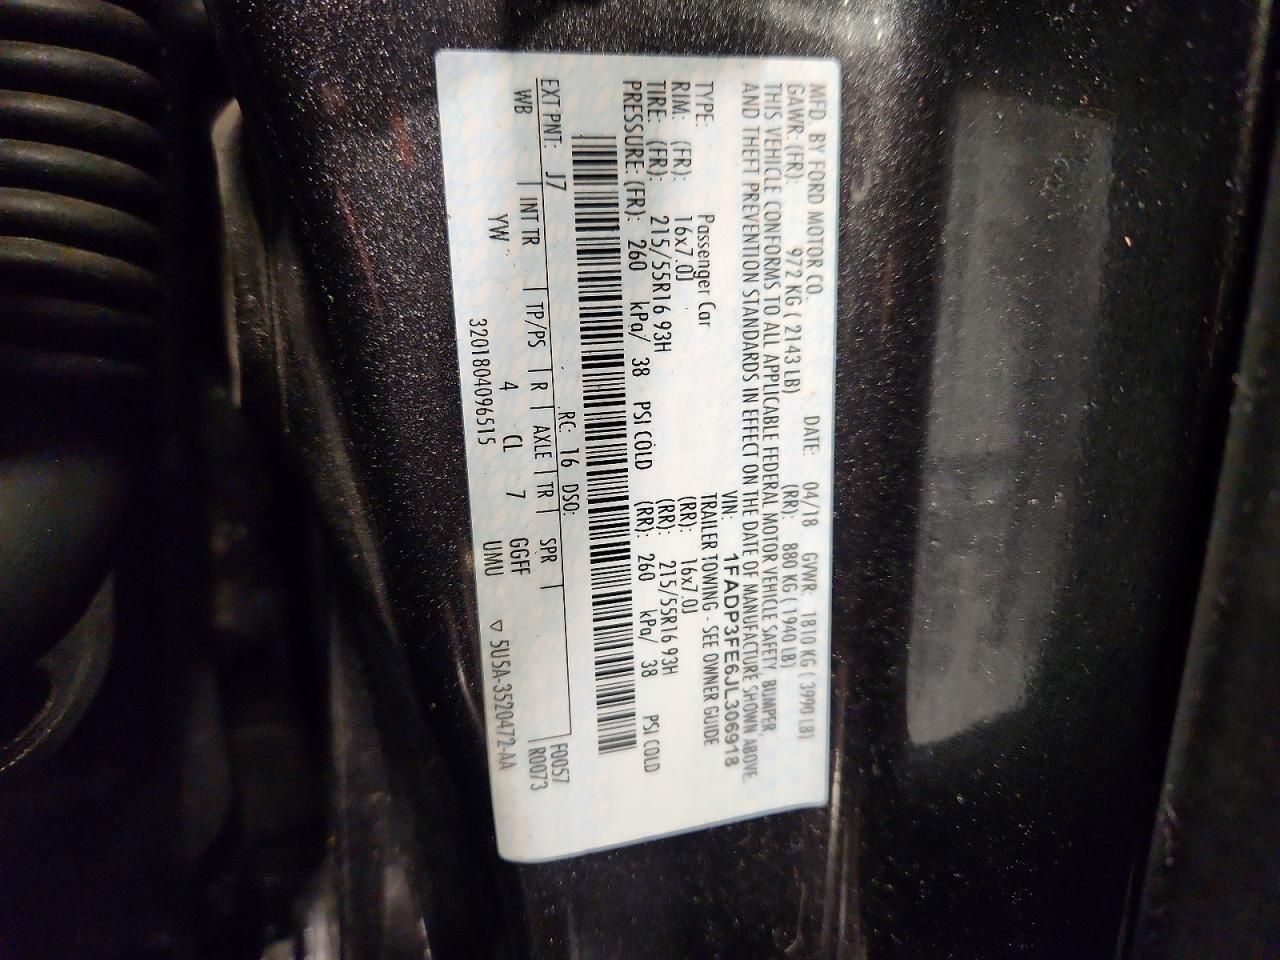 MFD. BY FORD MOTOR CO. DATE: 04/18 GVWR: 1810 KG ( 3990 LB)
GAWR: (FR): 972 KG ( 2143 LB) (RR): 880 KG ( 1940 LB)
THIS VEHICLE CONFORMS TO ALL APPLICABLE FEDERAL MOTOR VEHICLE SAFETY, BUMPER,
AND THEFT PREVENTION STANDARDS IN EFFECT ON THE DATE OF MANUFACTURE SHOWN ABOVE.
VIN: 1FADP3FE6JL306918
TYPE: Passenger Car TRAILER TOWING - SEE OWNER GUIDE
RIM: (FR): 16x7.0J (RR): 16x7.0J
TIRE: (FR): 215/55R16 93H (RR): 215/55R16 93H
PRESSURE: (FR): 260 kPa/ 38 PSI COLD (RR): 260 kPa/ 38 PSI COLD
EXT PNT: J7 RC: 16 DSO: F0057
WB | INT TR | TP/PS | R | AXLE | TR | SPR | R0073
YW 4 CL 7 GGFF
320180409651​5 UMU ▽ 5U5A-3520472-AA